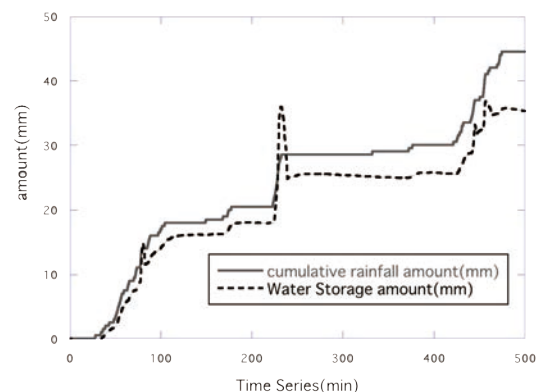 50
40
30
20
10
0
amount(mm)
cumulative rainfall amount(mm)
Water Storage amount(mm)
0 100 200 300 400 500
Time Series(min)